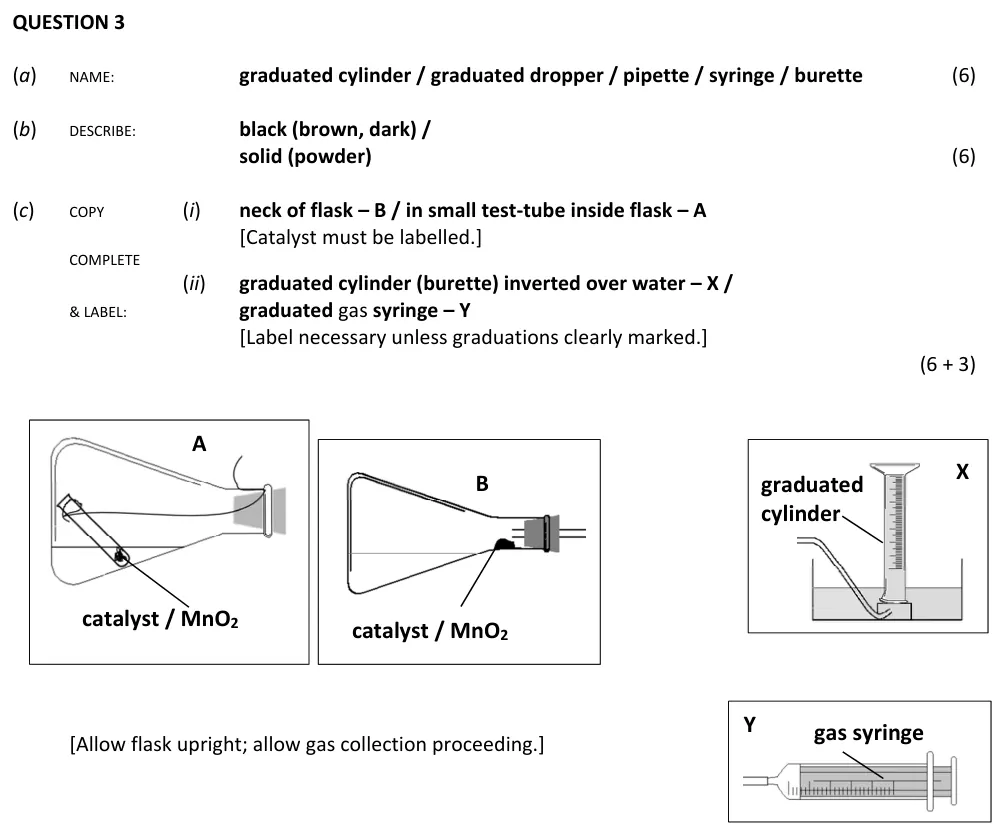 QUESTION 3
(a) NAME: graduated cylinder / graduated dropper / pipette / syringe / burette (6)
(b) DESCRIBE: black (brown, dark) /
solid (powder) (6)
(c) COPY (i) neck of flask – B / in small test-tube inside flask – A
[Catalyst must be labelled.]
COMPLETE
(ii) graduated cylinder (burette) inverted over water – X /
& LABEL: graduated gas syringe – Y
[Label necessary unless graduations clearly marked.]
(6 + 3)
A
catalyst / MnO₂
B
catalyst / MnO₂
X
graduated
cylinder
[Allow flask upright; allow gas collection proceeding.]
Y
gas syringe